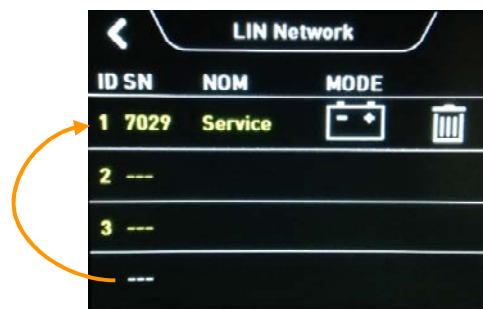 LIN Network
ID SN NOM MODE
1 7029 Service
2 ---
3 ---
---